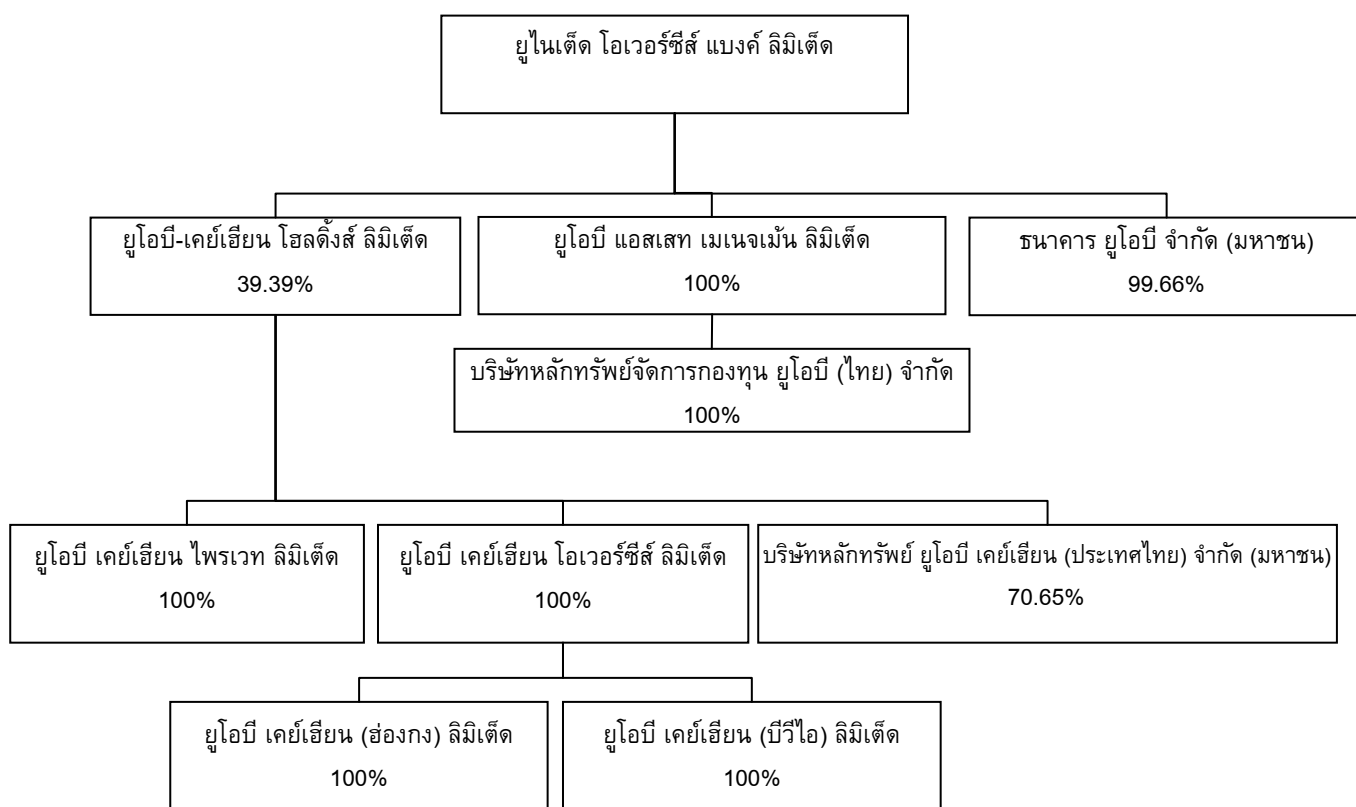 ยูไนเต็ด โอเวอร์ซีส์ แบงค์ ลิมิเต็ด
ยูโอบี-เคย์เฮียน โฮลดิ้งส์ ลิมิเต็ด
39.39%
ยูโอบี แอสเสท เมเนจเม้น ลิมิเต็ด
100%
ธนาคาร ยูโอบี จำกัด (มหาชน)
99.66%
บริษัทหลักทรัพย์จัดการกองทุน ยูโอบี (ไทย) จำกัด
100%
ยูโอบี เคย์เฮียน ไพรเวท ลิมิเต็ด
100%
ยูโอบี เคย์เฮียน โอเวอร์ซีส์ ลิมิเต็ด
100%
บริษัทหลักทรัพย์ ยูโอบี เคย์เฮียน (ประเทศไทย) จำกัด (มหาชน)
70.65%
ยูโอบี เคย์เฮียน (ฮ่องกง) ลิมิเต็ด
100%
ยูโอบี เคย์เฮียน (บีวีไอ) ลิมิเต็ด
100%